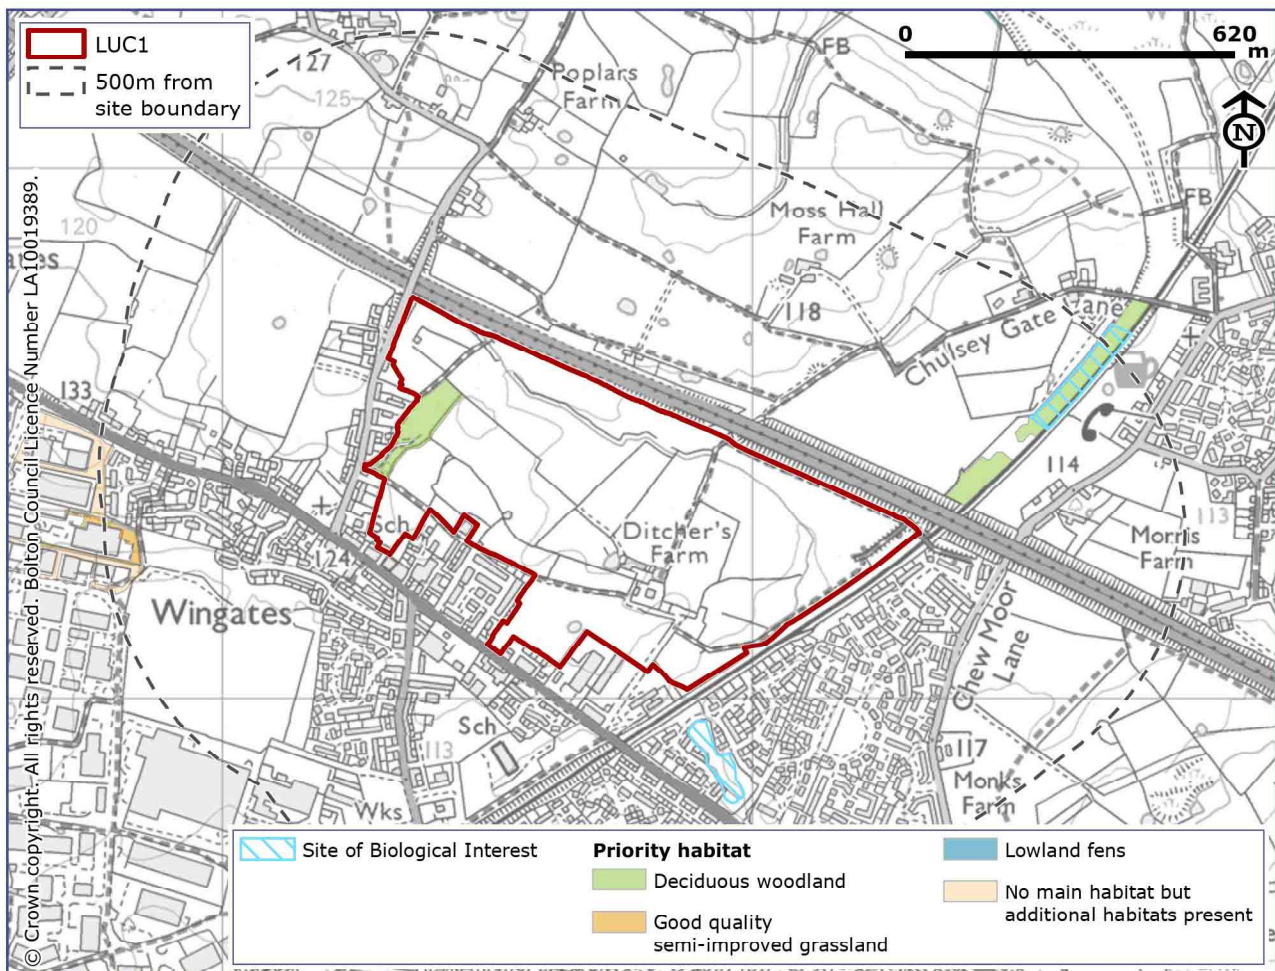 LUC1
500m from
site boundary
0
620
m
N
127
125
Poplars
Farm
FB
Moss Hall
Farm
FB
120
118
Chulsey Gate Lane
133
114
113
Sch
Ditcher's
Farm
Morris
Farm
124
Wingates
Chew Moor
Lane
Sch
113
117
Monks
Farm
Wks
© Crown copyright. All rights reserved. Bolton Council Licence Number LA100019389.
Site of Biological Interest
Priority habitat
Deciduous woodland
Good quality
semi-improved grassland
Lowland fens
No main habitat but
additional habitats present